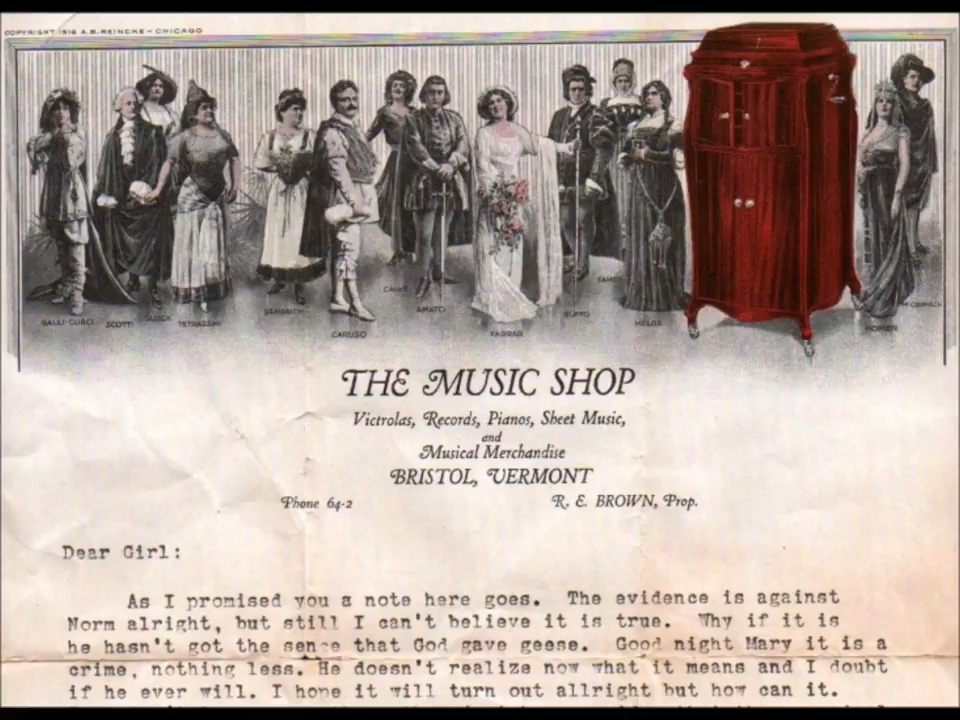 COPYRIGHT 1916 A.B. REINCKE - CHICAGO
GALLI-CURCI SCOTTI GLUCK TETRAZZINI SEMBRICH CARUSO CALVÉ AMATO FARRAR RUFFO EAMES MELBA HOMER McCORMACK
THE MUSIC SHOP
Victrolas, Records, Pianos, Sheet Music,
and
Musical Merchandise
BRISTOL, VERMONT
Phone 64-2 R. E. BROWN, Prop.
Dear Girl:
As I promised you a note here goes. The evidence is against
Norm alright, but still I can't believe it is true. Why if it is
he hasn't got the sense that God gave geese. Good night Mary it is a
crime, nothing less. He doesn't realize now what it means and I doubt
if he ever will. I hope it will turn out allright but how can it.